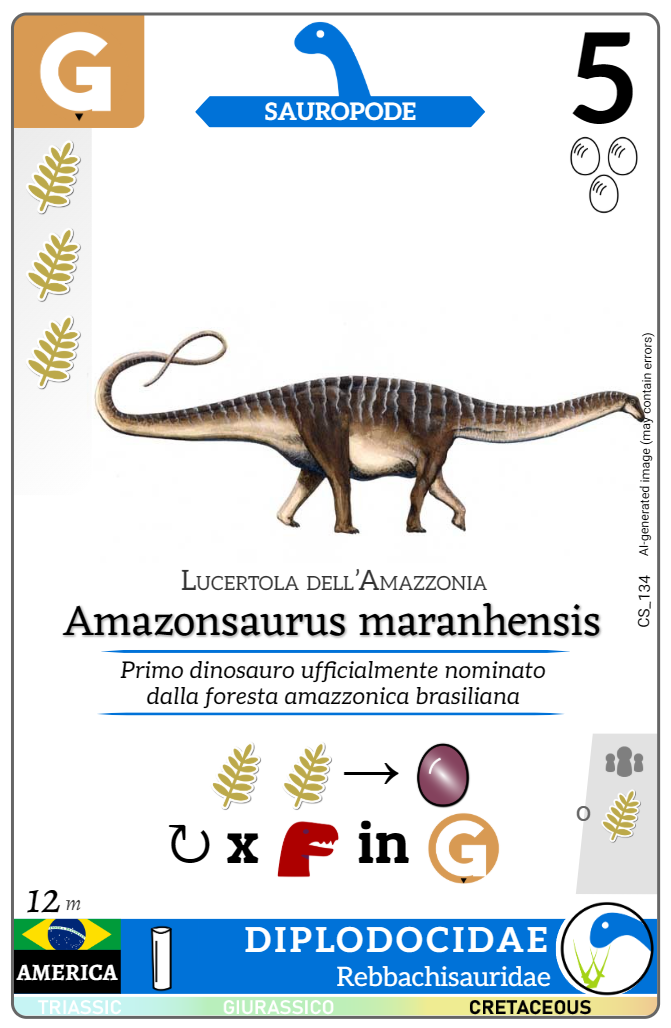 G
SAUROPODE
5
AI-generated image (may contain errors)
CS_134
Lucertola dell'Amazzonia
Amazonsaurus maranhensis
Primo dinosauro ufficialmente nominato
dalla foresta amazzonica brasiliana
o
x in G
12 m
AMERICA
DIPLODOCIDAE
Rebbachisauridae
TRIASSIC GIURASSICO CRETACEOUS